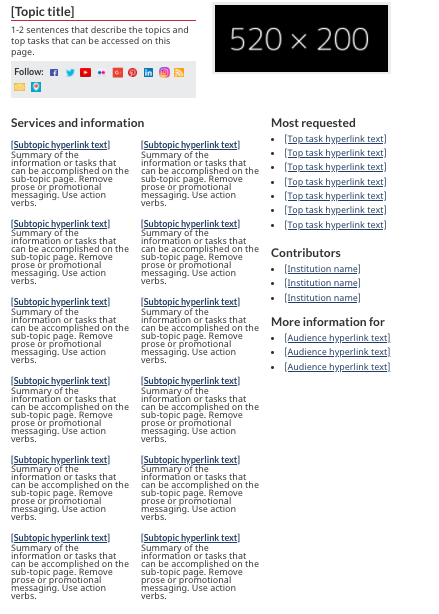 [Topic title]
1-2 sentences that describe the topics and
top tasks that can be accessed on this
page.
Follow:
520 × 200
Services and information
[Subtopic hyperlink text]
Summary of the
information or tasks that
can be accomplished on the
sub-topic page. Remove
prose or promotional
messaging. Use action
verbs.
[Subtopic hyperlink text]
Summary of the
information or tasks that
can be accomplished on the
sub-topic page. Remove
prose or promotional
messaging. Use action
verbs.
[Subtopic hyperlink text]
Summary of the
information or tasks that
can be accomplished on the
sub-topic page. Remove
prose or promotional
messaging. Use action
verbs.
[Subtopic hyperlink text]
Summary of the
information or tasks that
can be accomplished on the
sub-topic page. Remove
prose or promotional
messaging. Use action
verbs.
[Subtopic hyperlink text]
Summary of the
information or tasks that
can be accomplished on the
sub-topic page. Remove
prose or promotional
messaging. Use action
verbs.
[Subtopic hyperlink text]
Summary of the
information or tasks that
can be accomplished on the
sub-topic page. Remove
prose or promotional
messaging. Use action
verbs.
[Subtopic hyperlink text]
Summary of the
information or tasks that
can be accomplished on the
sub-topic page. Remove
prose or promotional
messaging. Use action
verbs.
[Subtopic hyperlink text]
Summary of the
information or tasks that
can be accomplished on the
sub-topic page. Remove
prose or promotional
messaging. Use action
verbs.
[Subtopic hyperlink text]
Summary of the
information or tasks that
can be accomplished on the
sub-topic page. Remove
prose or promotional
messaging. Use action
verbs.
[Subtopic hyperlink text]
Summary of the
information or tasks that
can be accomplished on the
sub-topic page. Remove
prose or promotional
messaging. Use action
verbs.
[Subtopic hyperlink text]
Summary of the
information or tasks that
can be accomplished on the
sub-topic page. Remove
prose or promotional
messaging. Use action
verbs.
[Subtopic hyperlink text]
Summary of the
information or tasks that
can be accomplished on the
sub-topic page. Remove
prose or promotional
messaging. Use action
verbs.
Most requested
[Top task hyperlink text]
[Top task hyperlink text]
[Top task hyperlink text]
[Top task hyperlink text]
[Top task hyperlink text]
[Top task hyperlink text]
[Top task hyperlink text]
Contributors
[Institution name]
[Institution name]
[Institution name]
More information for
[Audience hyperlink text]
[Audience hyperlink text]
[Audience hyperlink text]